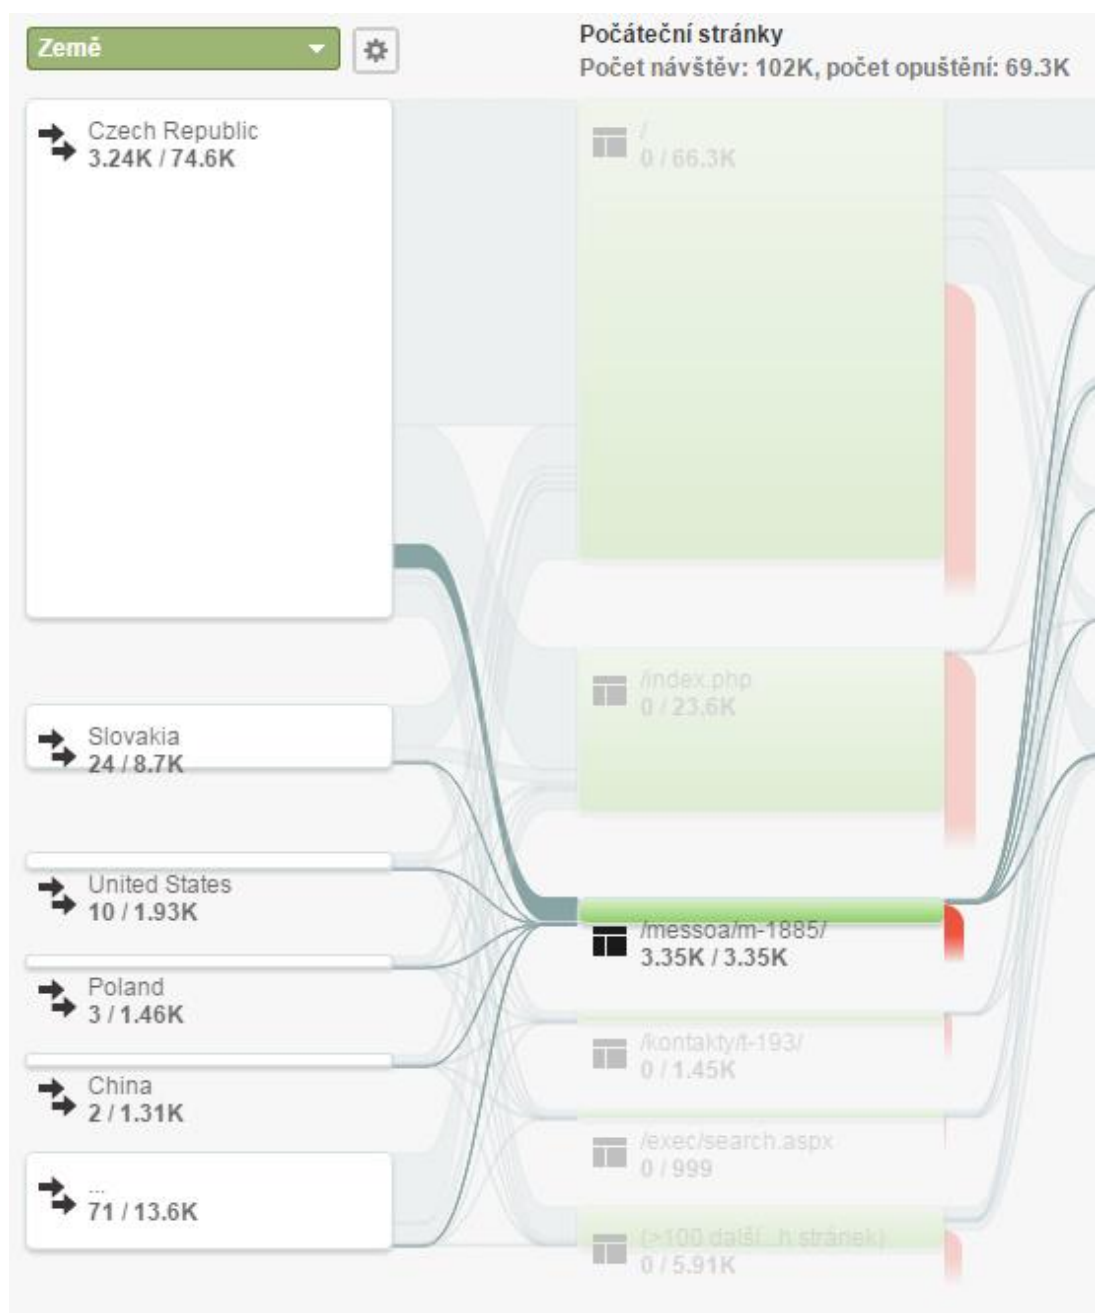 Země
Počáteční stránky
Počet návštěv: 102K, počet opuštění: 69.3K
Czech Republic
3.24K / 74.6K
/
0 / 66.3K
/index.php
0 / 23.6K
Slovakia
24 / 8.7K
United States
10 / 1.93K
/messoa/m-1885/
3.35K / 3.35K
Poland
3 / 1.46K
/kontakty/t-193/
0 / 1.45K
China
2 / 1.31K
/exec/search.aspx
0 / 999
...
71 / 13.6K
(>100 další...h stránek)
0 / 5.91K